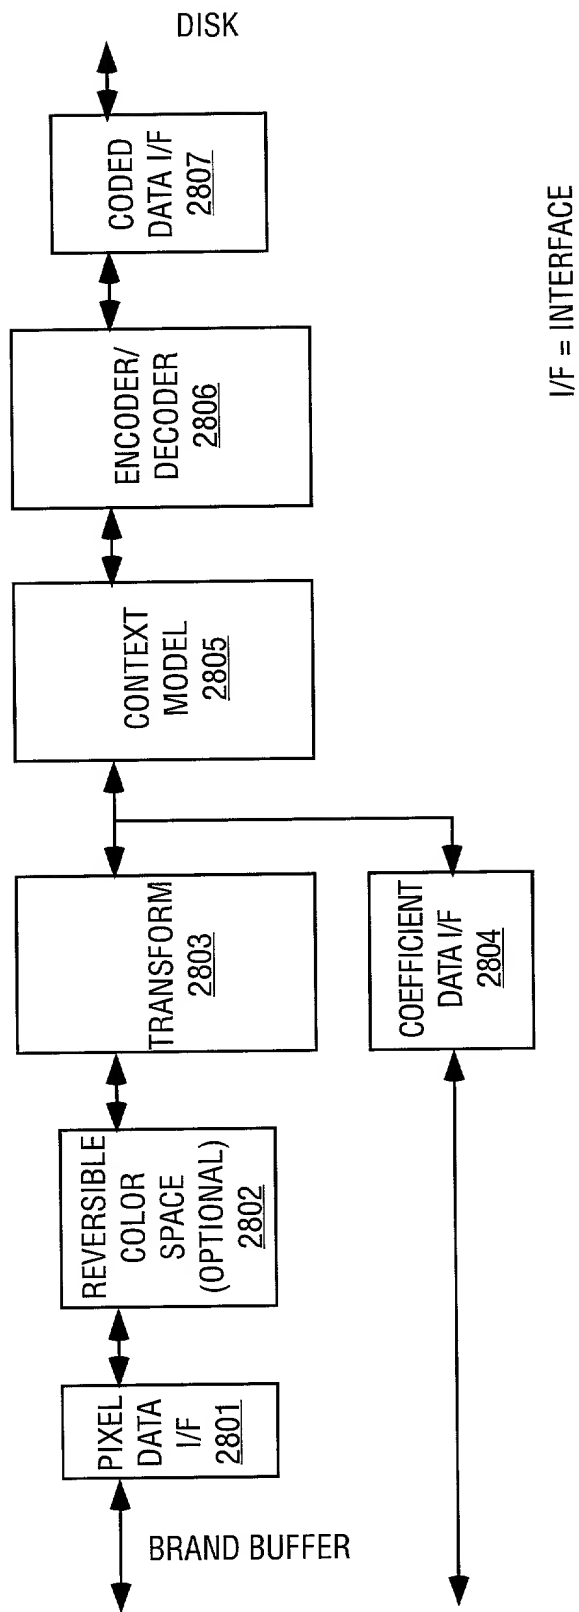 BRAND BUFFER
PIXEL
DATA
I/F
2801
REVERSIBLE
COLOR
SPACE
(OPTIONAL)
2802
TRANSFORM
2803
COEFFICIENT
DATA I/F
2804
CONTEXT
MODEL
2805
ENCODER/
DECODER
2806
CODED
DATA I/F
2807
DISK
I/F = INTERFACE